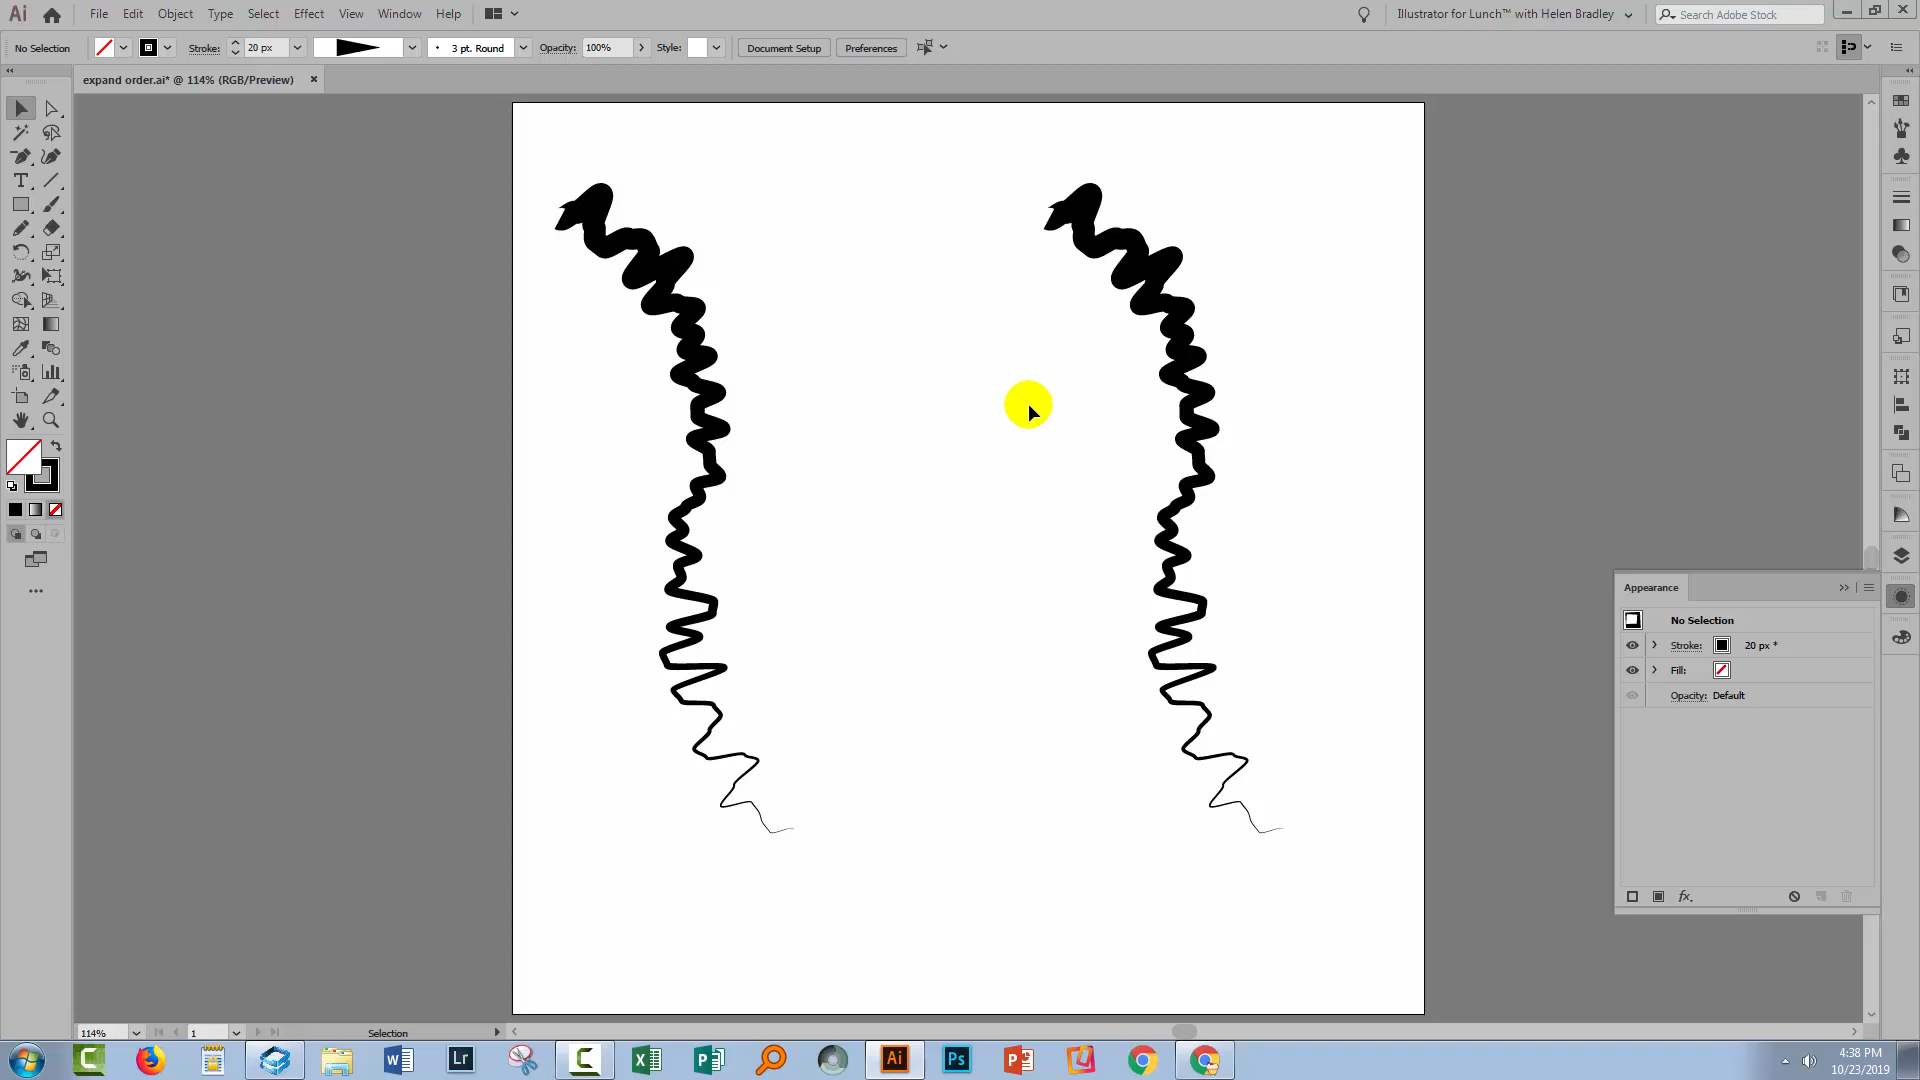 Ai File Edit Object Type Select Effect View Window Help Illustrator for Lunch™ with Helen Bradley Search Adobe Stock
No Selection Stroke: 20 px 3 pt. Round Opacity: 100% Style: Document Setup Preferences
expand order.ai* @ 114% (RGB/Preview)
Appearance
No Selection
Stroke: 20 px *
Fill:
Opacity: Default
fx.
114% 1 Selection
Lr Ai Ps
4:38 PM
10/23/2019